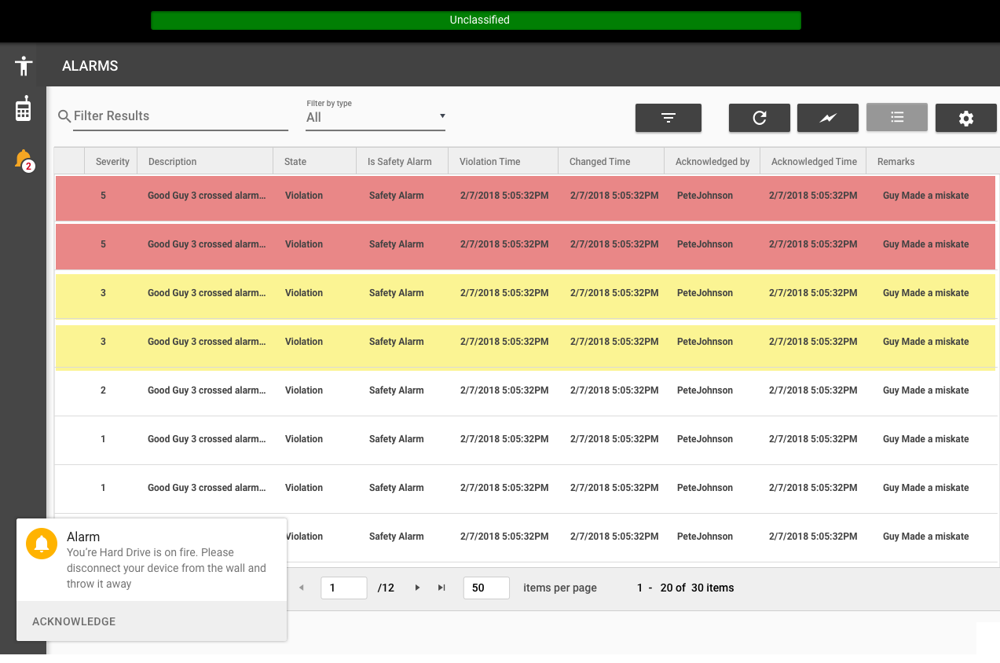 Unclassified
ALARMS
Filter Results
Filter by type
All
2
Severity Description State Is Safety Alarm Violation Time Changed Time Acknowledged by Acknowledged Time Remarks
5 Good Guy 3 crossed alarm... Violation Safety Alarm 2/7/2018 5:05:32PM 2/7/2018 5:05:32PM PeteJohnson 2/7/2018 5:05:32PM Guy Made a miskate
5 Good Guy 3 crossed alarm... Violation Safety Alarm 2/7/2018 5:05:32PM 2/7/2018 5:05:32PM PeteJohnson 2/7/2018 5:05:32PM Guy Made a miskate
3 Good Guy 3 crossed alarm... Violation Safety Alarm 2/7/2018 5:05:32PM 2/7/2018 5:05:32PM PeteJohnson 2/7/2018 5:05:32PM Guy Made a miskate
3 Good Guy 3 crossed alarm... Violation Safety Alarm 2/7/2018 5:05:32PM 2/7/2018 5:05:32PM PeteJohnson 2/7/2018 5:05:32PM Guy Made a miskate
2 Good Guy 3 crossed alarm... Violation Safety Alarm 2/7/2018 5:05:32PM 2/7/2018 5:05:32PM PeteJohnson 2/7/2018 5:05:32PM Guy Made a miskate
1 Good Guy 3 crossed alarm... Violation Safety Alarm 2/7/2018 5:05:32PM 2/7/2018 5:05:32PM PeteJohnson 2/7/2018 5:05:32PM Guy Made a miskate
1 Good Guy 3 crossed alarm... Violation Safety Alarm 2/7/2018 5:05:32PM 2/7/2018 5:05:32PM PeteJohnson 2/7/2018 5:05:32PM Guy Made a miskate
Violation Safety Alarm 2/7/2018 5:05:32PM 2/7/2018 5:05:32PM PeteJohnson 2/7/2018 5:05:32PM Guy Made a miskate
1 /12 50 items per page 1 - 20 of 30 items
Alarm
You're Hard Drive is on fire. Please
disconnect your device from the wall and
throw it away
ACKNOWLEDGE